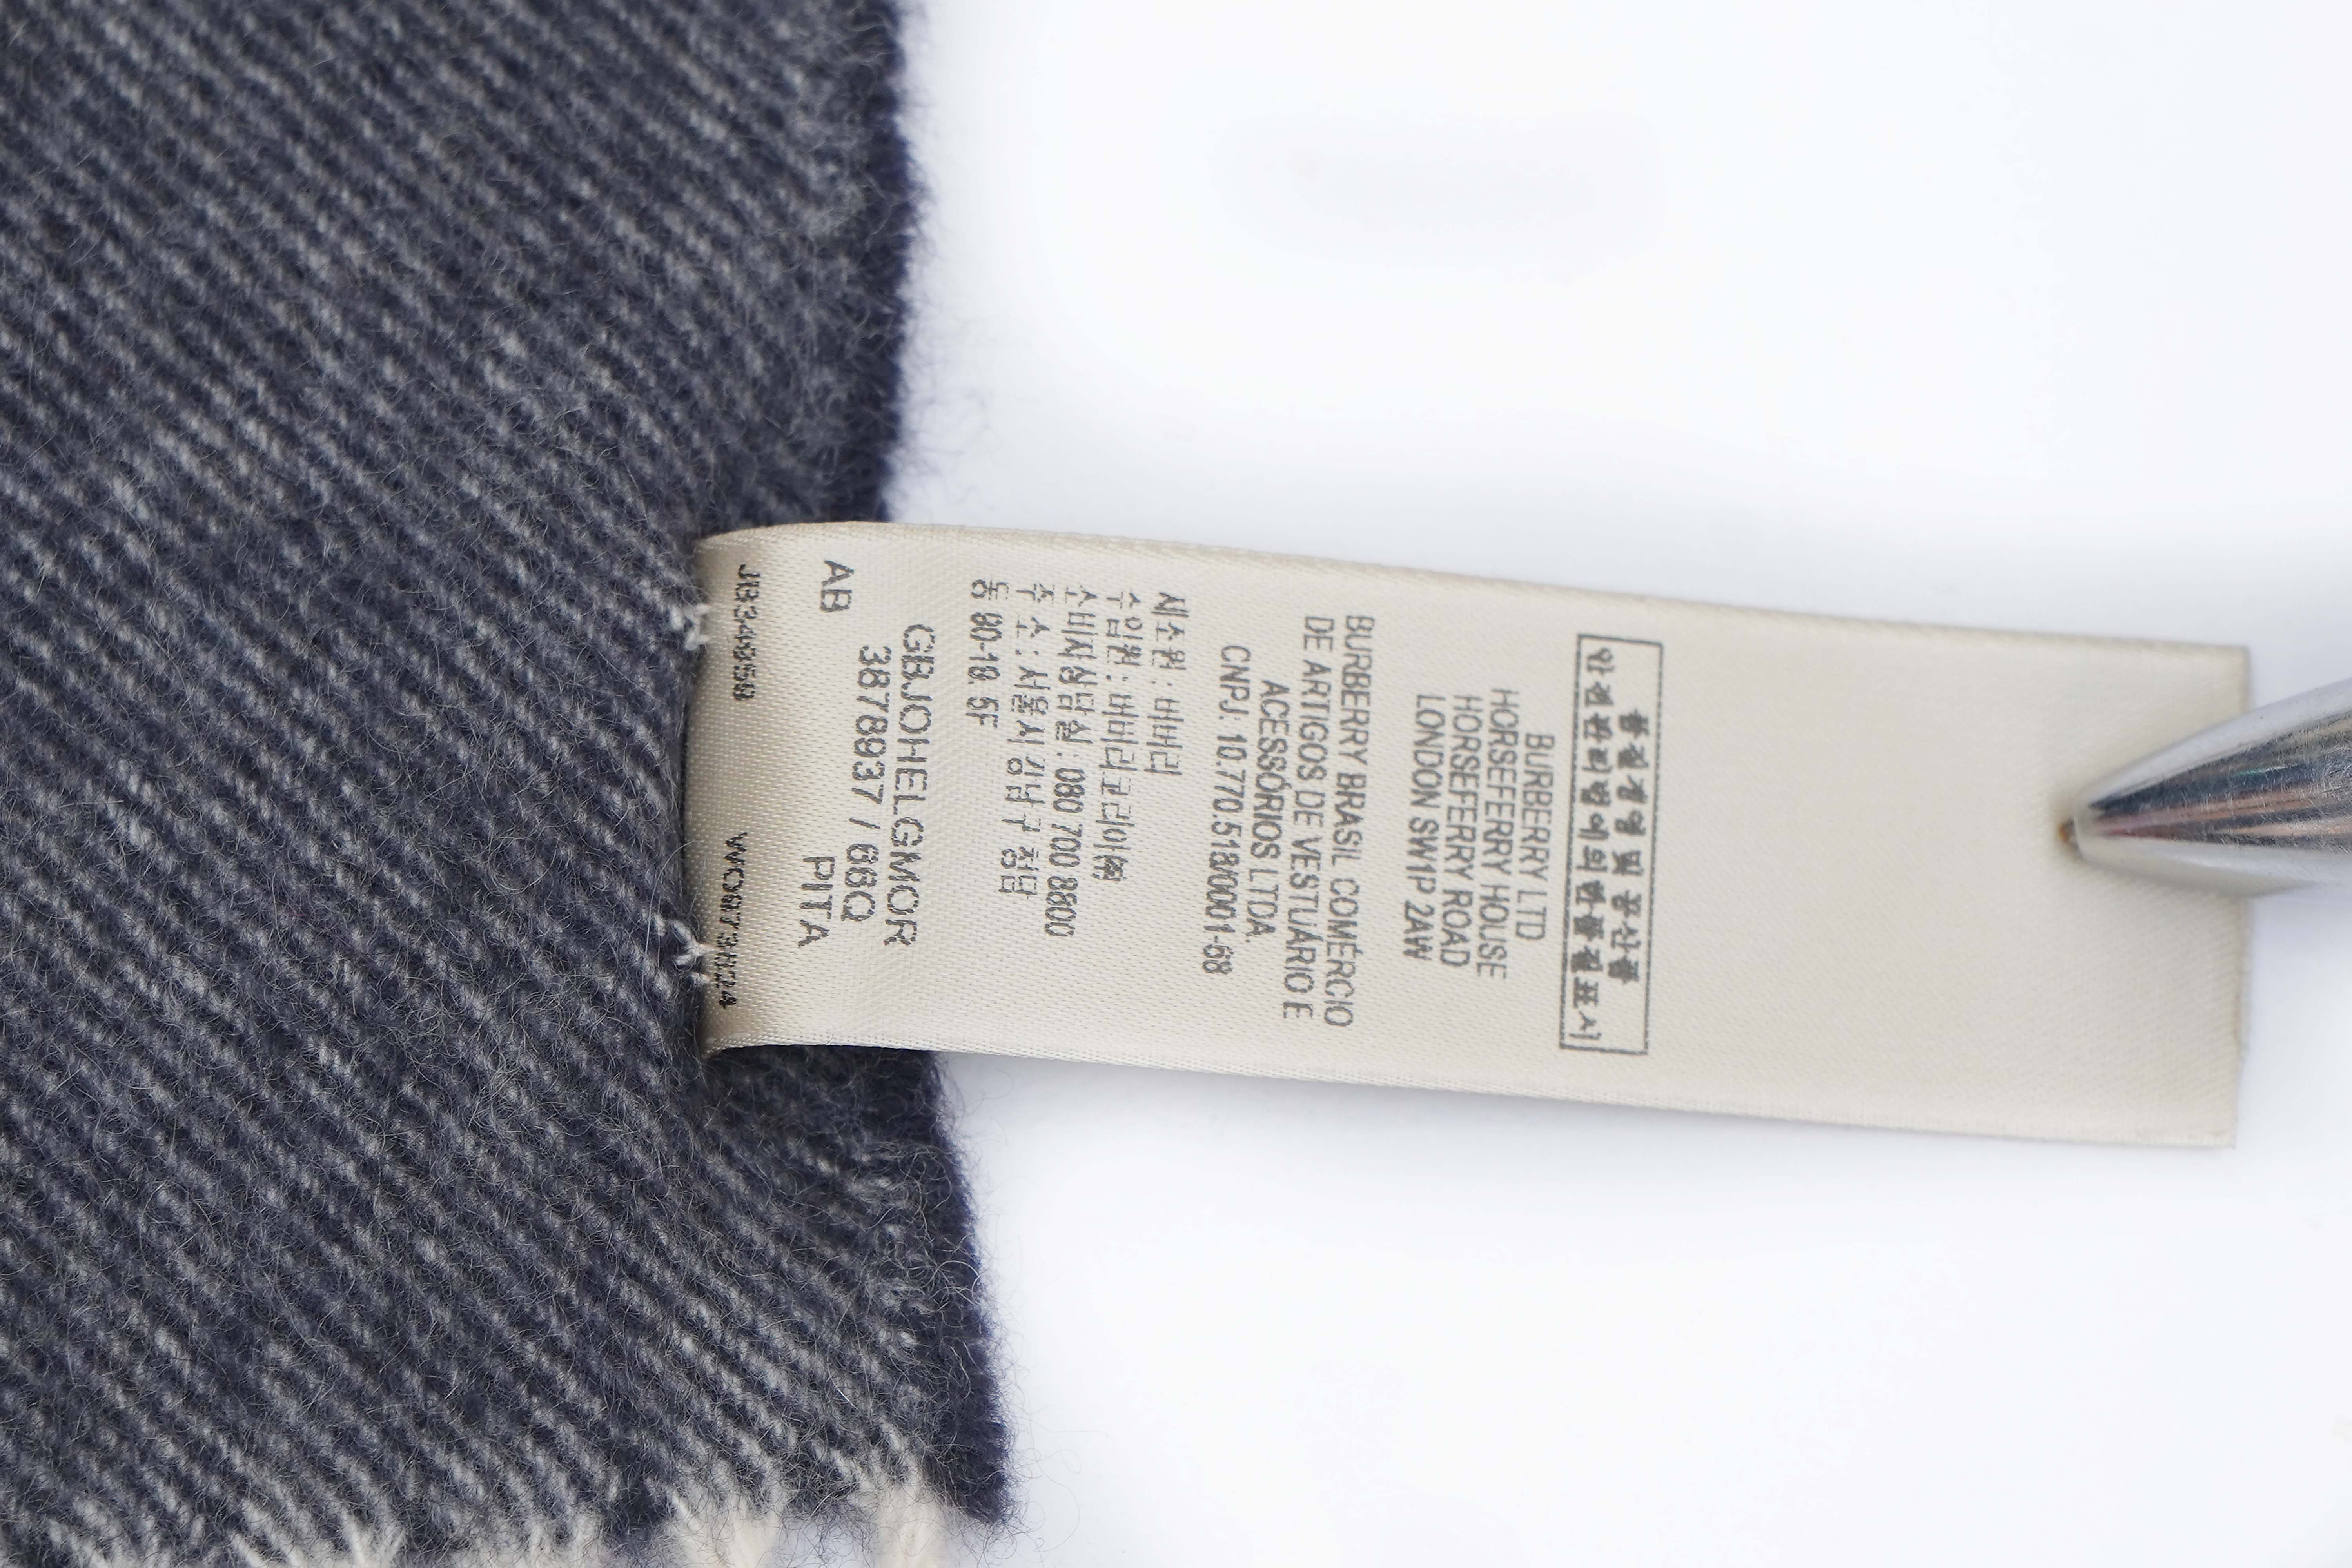 품질경영 및 공산품
안전관리법에의한품질표시
BURBERRY LTD
HORSEFERRY HOUSE
HORSEFERRY ROAD
LONDON SW1P 2AW
BURBERRY BRASIL COMÉRCIO
DE ARTIGOS DE VESTUÁRIO E
ACESSÓRIOS LTDA.
CNPJ: 10.770.518/0001-68
제조원 : 버버리
수입원 : 버버리코리아㈜
소비자상담실 : 080 700 8800
주 소 : 서울시 강남구 청담
동 80-18. 5F
GBJOHELGMOR
3878937 / 66Q
AB PITA